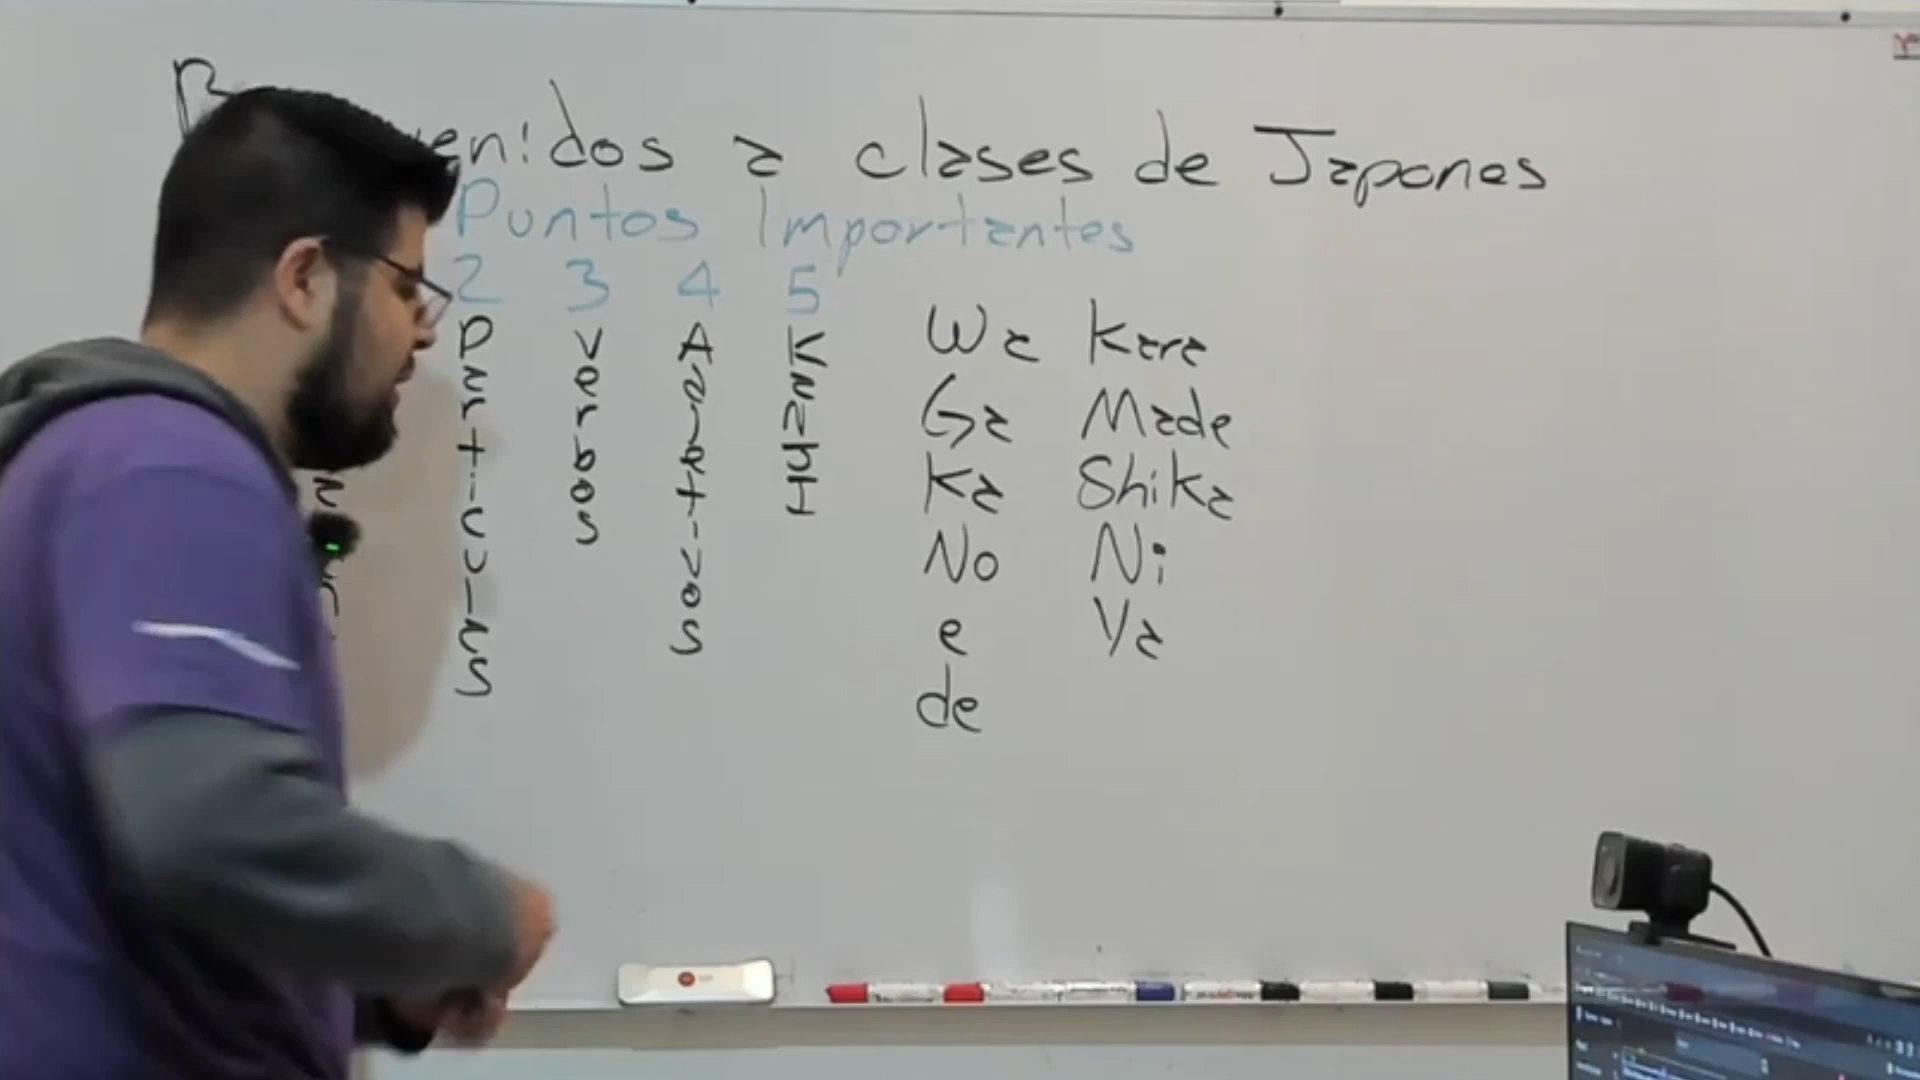 Bienvenidos a clases de Japones
Puntos Importantes
2 3 4 5
Particulas
Verbos
Adjetivos
Kanji
Wa Kara
Ga Made
Ka Shika
No Ni
e Ya
de